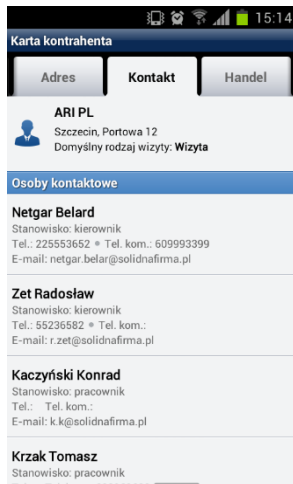 15:14
Karta kontrahenta
Adres Kontakt Handel
ARI PL
Szczecin, Portowa 12
Domyślny rodzaj wizyty: Wizyta
Osoby kontaktowe
Netgar Belard
Stanowisko: kierownik
Tel.: 225553652 • Tel. kom.: 609993399
E-mail: netgar.belar@solidnafirma.pl
Zet Radosław
Stanowisko: kierownik
Tel.: 55236582 • Tel. kom.:
E-mail: r.zet@solidnafirma.pl
Kaczyński Konrad
Stanowisko: pracownik
Tel.: Tel. kom.:
E-mail: k.k@solidnafirma.pl
Krzak Tomasz
Stanowisko: pracownik